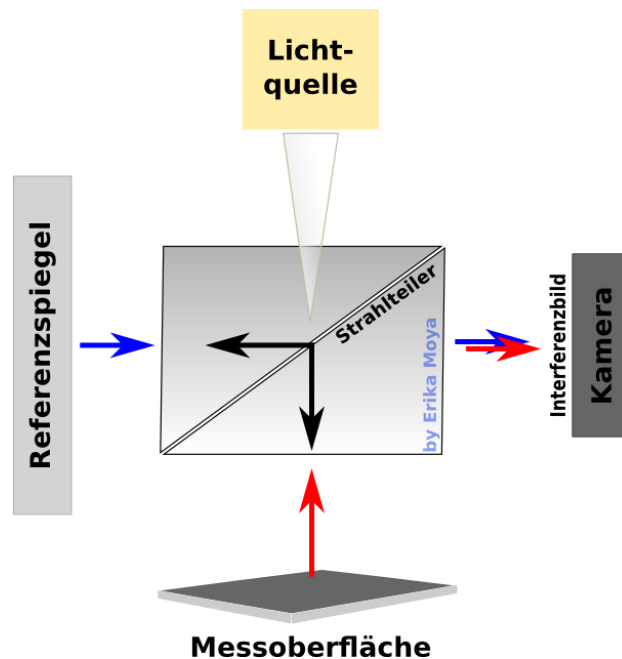 Licht-
quelle
Referenzspiegel
Strahlteiler
by Erika Moya
Interferenzbild
Kamera
Messoberfläche